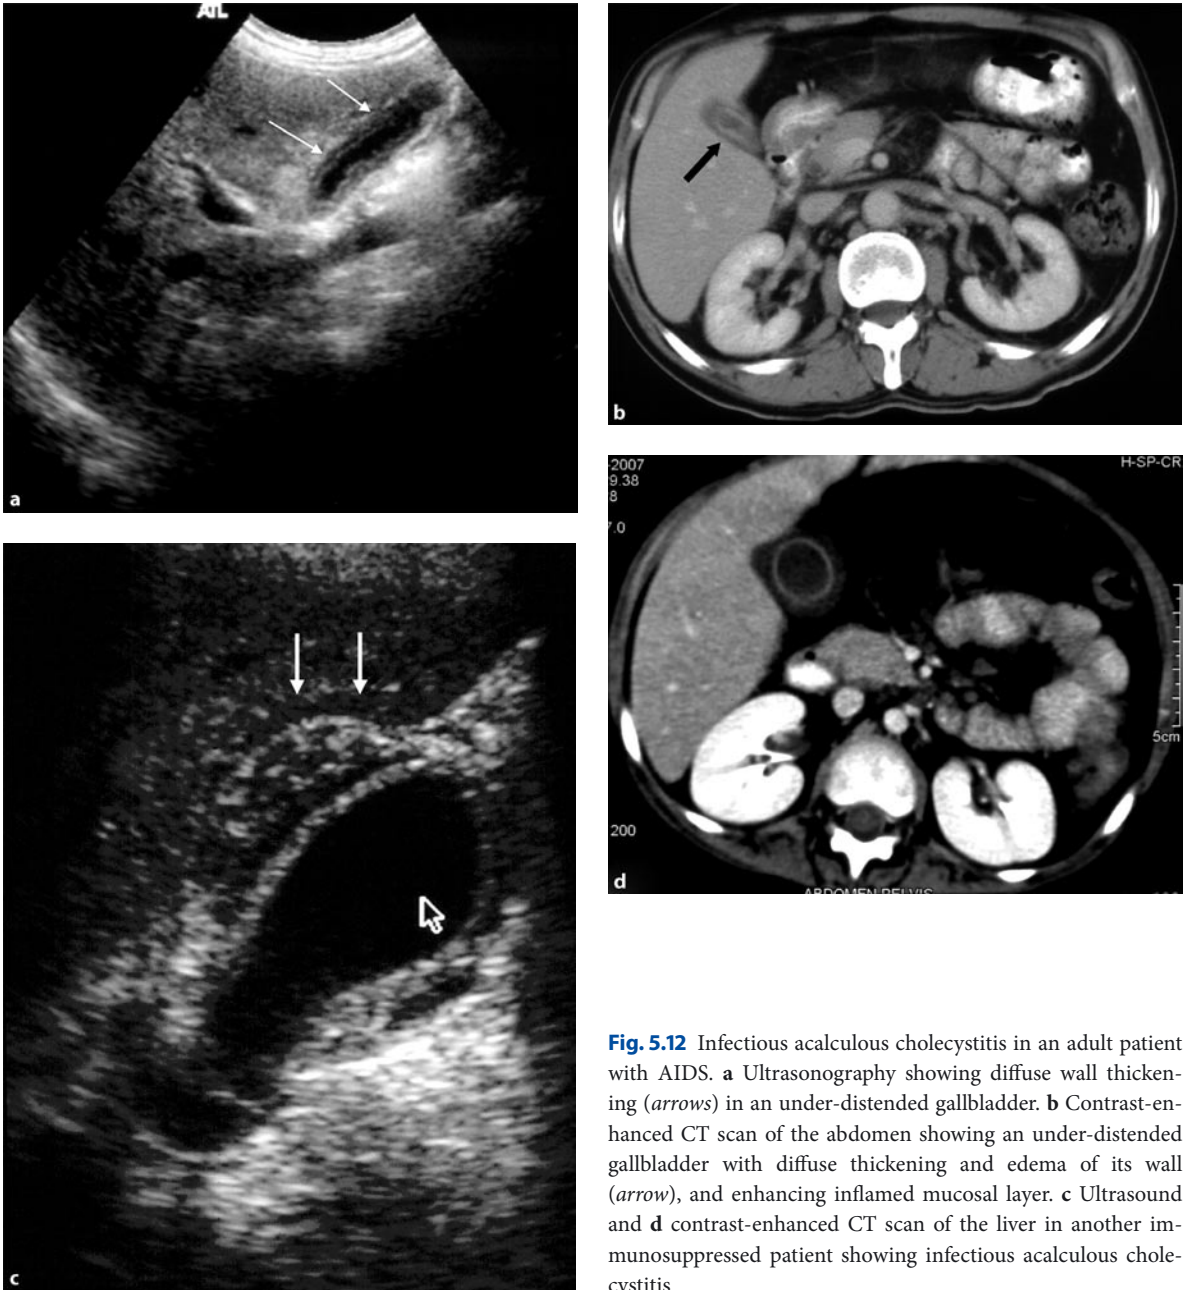 AIL
a
b
-2007
9.38
8
7.0
H-SP-CR
5cm
200
d
ABDOMEN PELVIS
c
Fig. 5.12 Infectious acalculous cholecystitis in an adult patient
with AIDS. a Ultrasonography showing diffuse wall thicken-
ing (arrows) in an under-distended gallbladder. b Contrast-en-
hanced CT scan of the abdomen showing an under-distended
gallbladder with diffuse thickening and edema of its wall
(arrow), and enhancing inflamed mucosal layer. c Ultrasound
and d contrast-enhanced CT scan of the liver in another im-
munosuppressed patient showing infectious acalculous chole-
cystitis